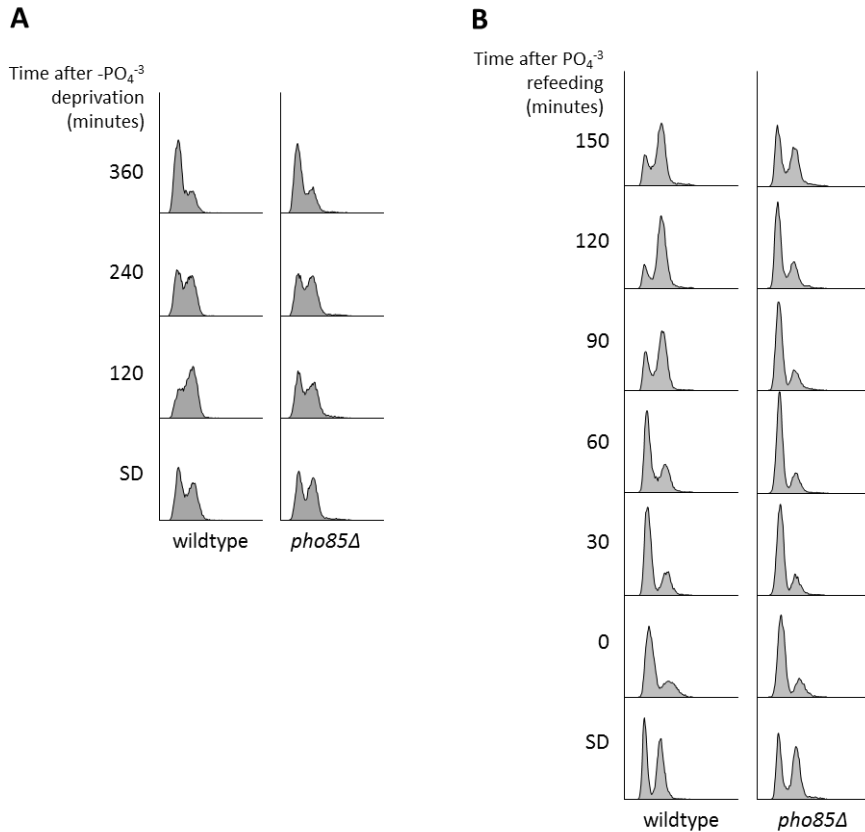 A
Time after -PO₄⁻³
deprivation
(minutes)
360
240
120
SD
wildtype pho85Δ
B
Time after PO₄⁻³
refeeding
(minutes)
150
120
90
60
30
0
SD
wildtype pho85Δ